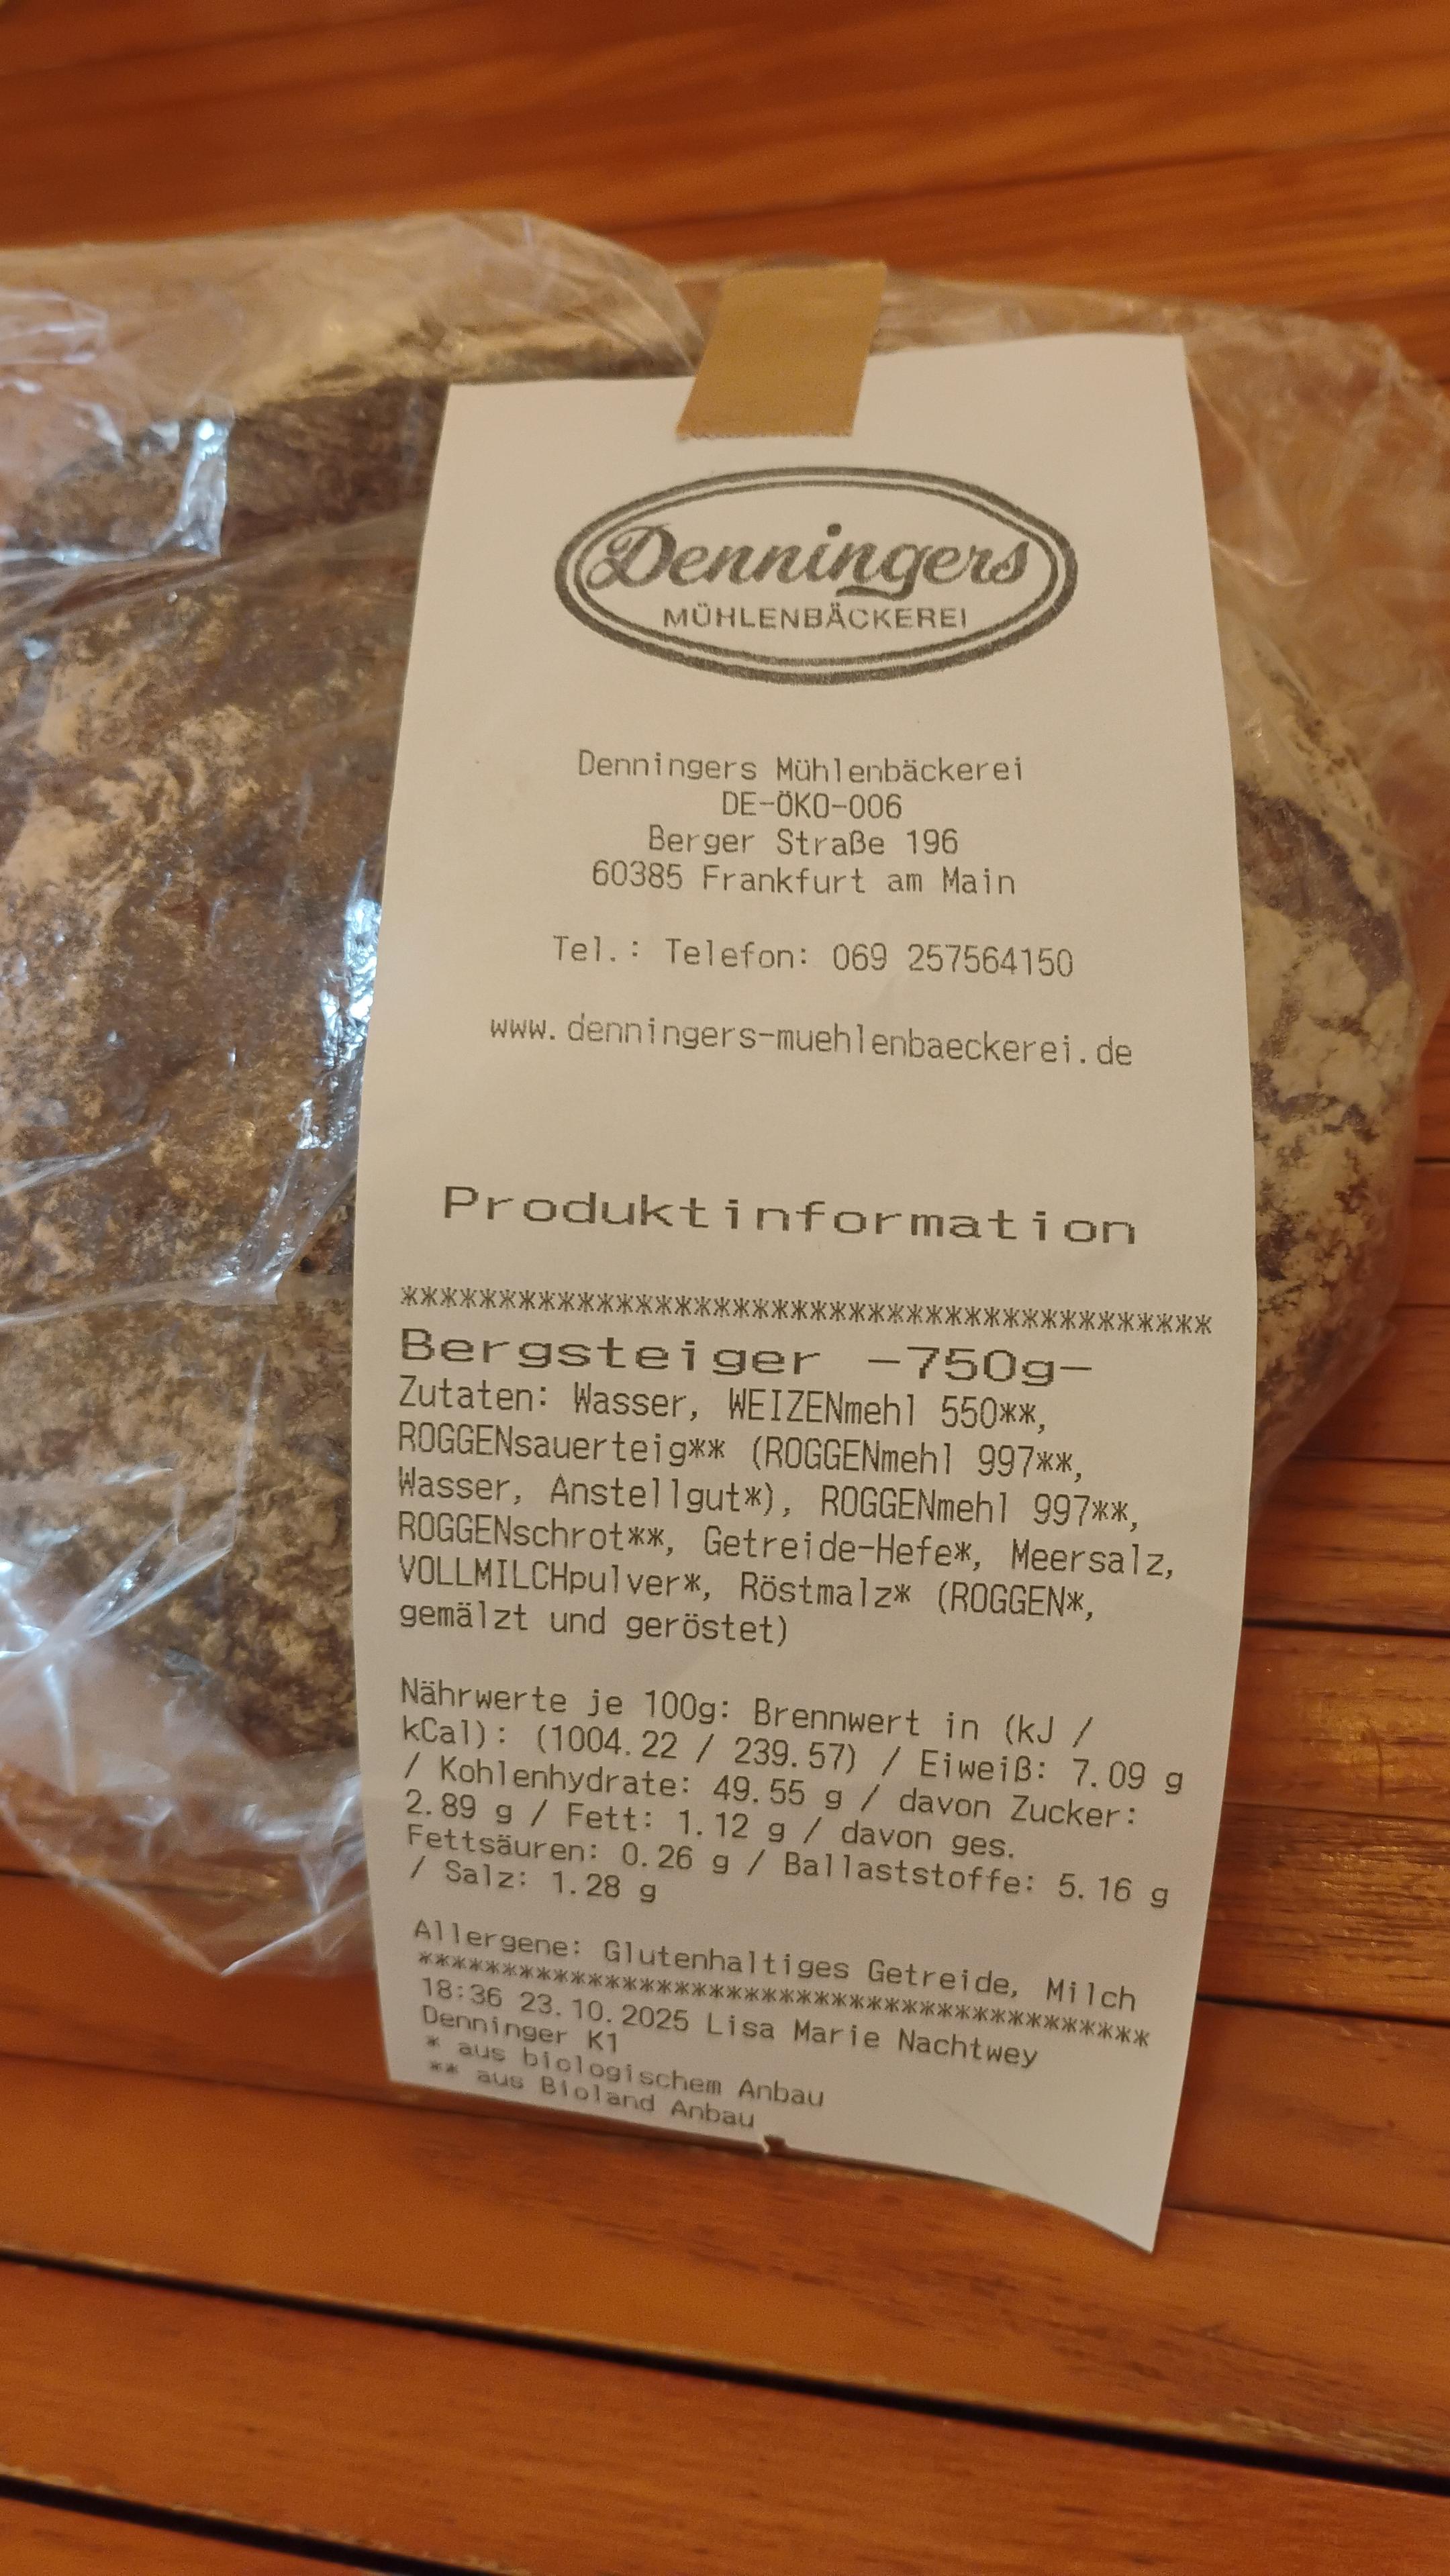 Denningers
MÜHLENBÄCKEREI
Denningers Mühlenbäckerei
DE-ÖKO-006
Berger Straße 196
60385 Frankfurt am Main
Tel.: Telefon: 069 257564150
www.denningers-muehlenbaeckerei.de
Produktinformation
******************************************
Bergsteiger -750g-
Zutaten: Wasser, WEIZENmehl 550**,
ROGGENsauerteig** (ROGGENmehl 997**,
Wasser, Anstellgut*), ROGGENmehl 997**,
ROGGENschrot**, Getreide-Hefe*, Meersalz,
VOLLMILCHpulver*, Röstmalz* (ROGGEN*,
gemälzt und geröstet)
Nährwerte je 100g: Brennwert in (kJ /
kCal): (1004.22 / 239.57) / Eiweiß: 7.09 g
/ Kohlenhydrate: 49.55 g / davon Zucker:
2.89 g / Fett: 1.12 g / davon ges.
Fettsäuren: 0.26 g / Ballaststoffe: 5.16 g
/ Salz: 1.28 g
Allergene: Glutenhaltiges Getreide, Milch
******************************************
18:36 23.10.2025 Lisa Marie Nachtwey
Denninger K1
* aus biologischem Anbau
** aus Bioland Anbau